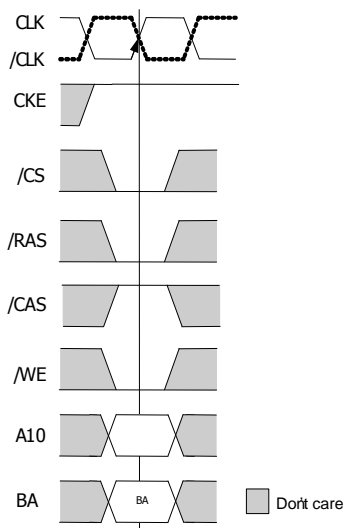 CLK
/CLK
CKE
/CS
/RAS
/CAS
/WE
A10
BA
BA
Don't care